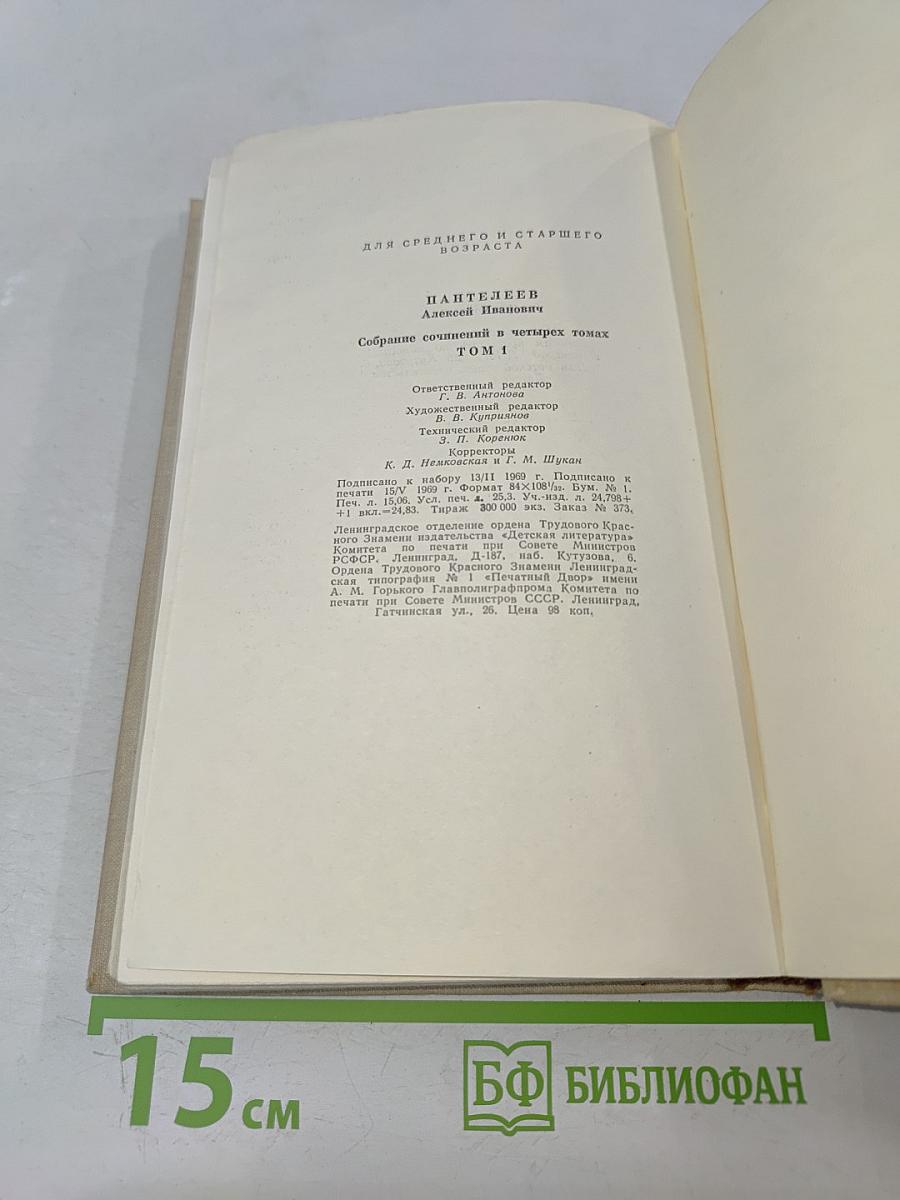 ДЛЯ СРЕДНЕГО И СТАРШЕГО
ВОЗРАСТА
ПАНТЕЛЕЕВ
Алексей Иванович
Собрание сочинений в четырех томах
ТОМ 1
Ответственный редактор
Г. В. Антонова
Художественный редактор
В. В. Куприянов
Технический редактор
З. П. Коренюк
Корректоры
К. Д. Немковская и Г. М. Шукан
Подписано к набору 13/II 1969 г. Подписано к
печати 15/V 1969 г. Формат 84×108¹/₃₂. Бум. № 1.
Печ. л. 15,06. Усл. печ. л. 25,3. Уч.-изд. л. 24,798+
+1 вкл.=24,83. Тираж 300 000 экз. Заказ № 373.
Ленинградское отделение ордена Трудового Крас-
ного Знамени издательства «Детская литература»
Комитета по печати при Совете Министров
РСФСР. Ленинград, Д-187, наб. Кутузова, 6.
Ордена Трудового Красного Знамени Ленинград-
ская типография № 1 «Печатный Двор» имени
А. М. Горького Главполиграфпрома Комитета по
печати при Совете Министров СССР. Ленинград,
Гатчинская ул., 26. Цена 98 коп.
15 см
БФ БИБЛИОФАН